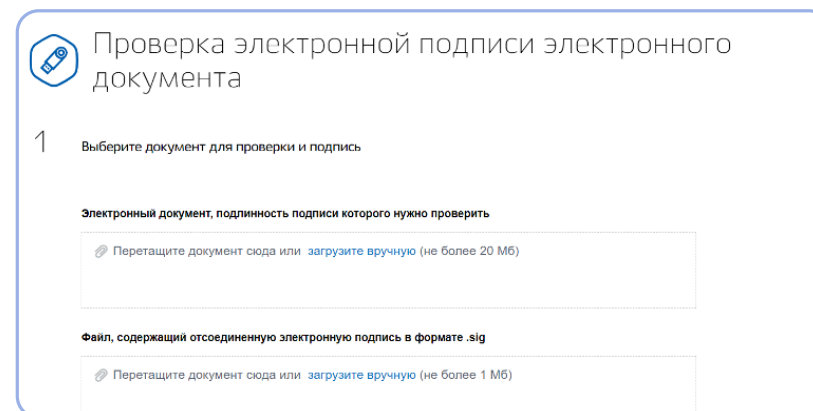 Проверка электронной подписи электронного
документа
1
Выберите документ для проверки и подпись
Электронный документ, подлинность подписи которого нужно проверить
Перетащите документ сюда или загрузите вручную (не более 20 Мб)
Файл, содержащий отсоединенную электронную подпись в формате .sig
Перетащите документ сюда или загрузите вручную (не более 1 Мб)